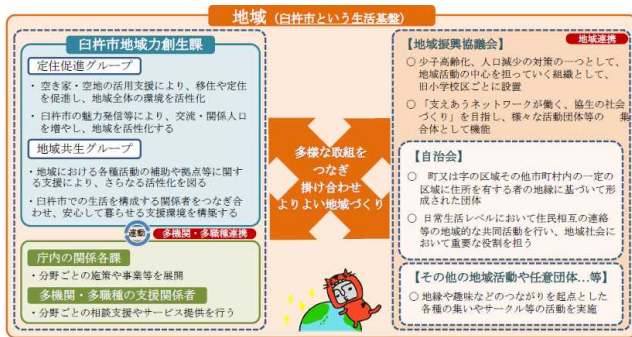 地域（臼杵市という生活基盤）
臼杵市地域力創生課
定住促進グループ
・空き家・空地の活用支援により、移住や定住
を促進し、地域全体の環境を活性化
・臼杵市の魅力発信等により、交流・関係人口
を増やし、地域を活性化する
地域共生グループ
・地域における各種活動の補助や拠点等に関す
る支援により、さらなる活性化を図る
・臼杵市での生活を構成する関係者をつなぎ合
わせ、安心して暮らせる支援環境を構築する
連動
多機関・多職種連携
庁内の関係各課
・分野ごとの施策や事業等を展開
多機関・多職種の支援関係者
・分野ごとの相談支援やサービス提供を行う
多様な取組を
つなぎ
掛け合わせ
よりよい地域づくり
地域連携
【地域振興協議会】
〇少子高齢化、人口減少の対策の一つとして、
地域活動の中心を担っていく組織として、
旧小学校区ごとに設置
〇「支えあうネットワークが働く、協生の社会
づくり」を目指し、様々な活動団体等の 集
合体として機能
【自治会】
〇 町又は字の区域その他市町村内の一定の
区域に住所を有する者の地縁に基づいて形
成された団体
〇 日常生活レベルにおいて住民相互の連絡
等の地域的な共同活動を行い、地域社会に
おいて重要な役割を担う
【その他の地域活動や任意団体…等】
〇地縁や趣味などのつながりを起点とした
各種の集いやサークル等の活動を実施